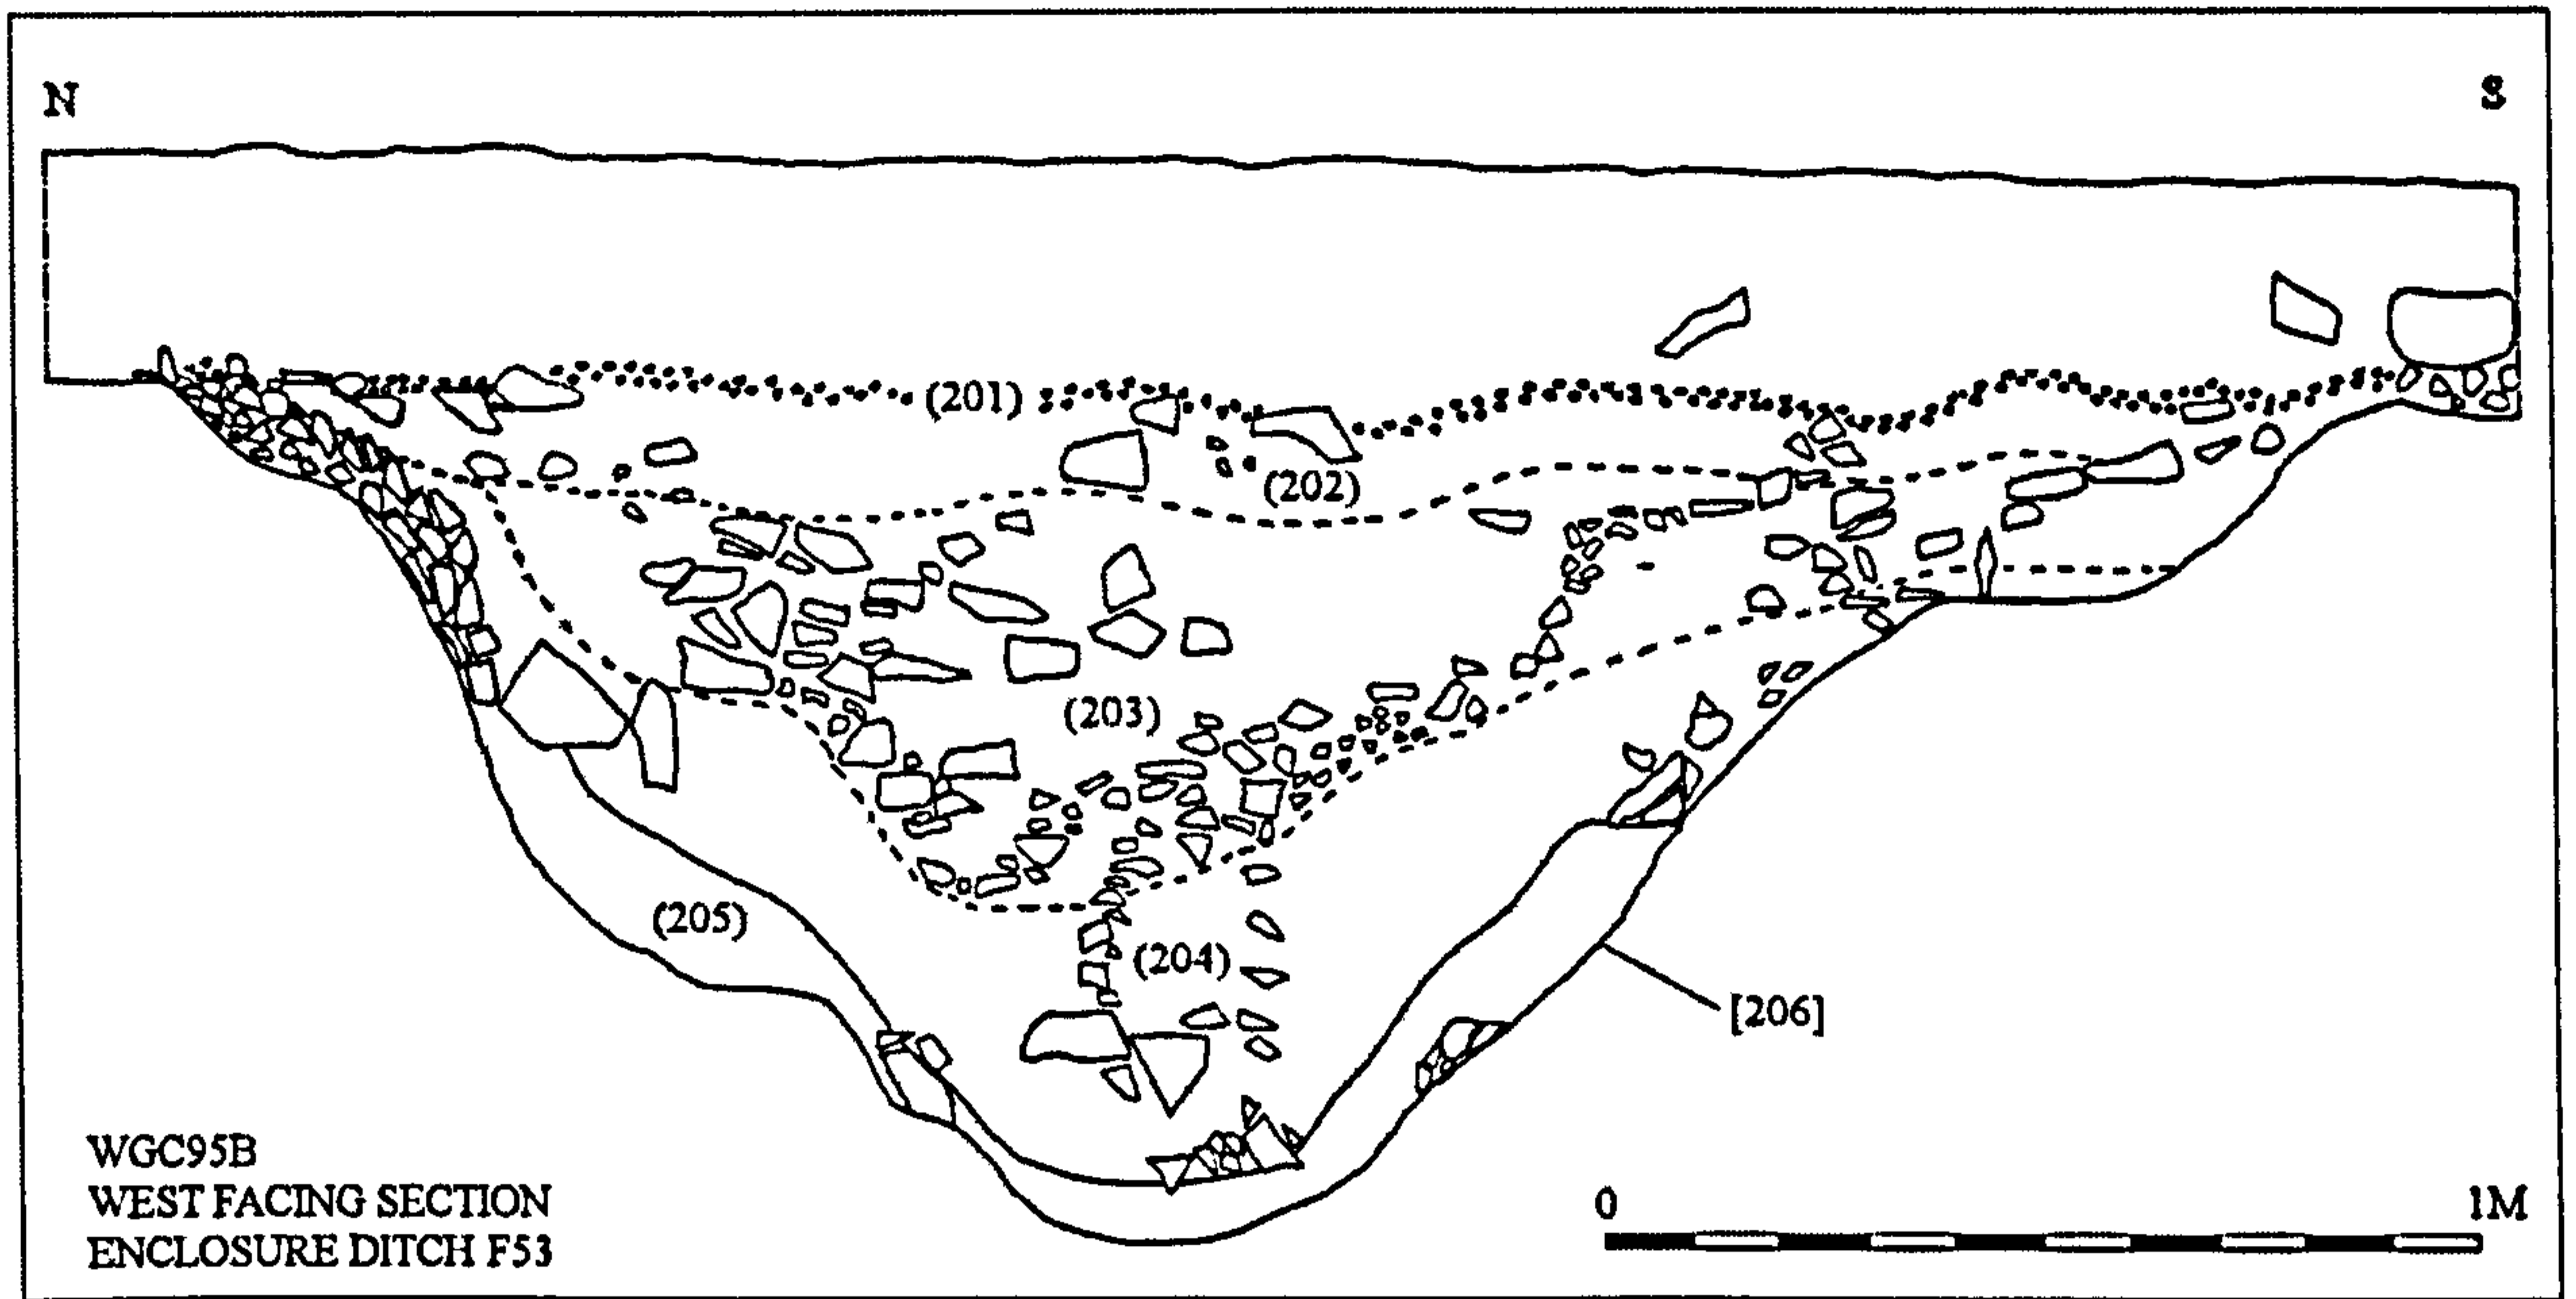 N
S
(201)
(202)
(203)
(205)
(204)
[206]
WGC95B
WEST FACING SECTION
ENCLOSURE DITCH F53
0
1M